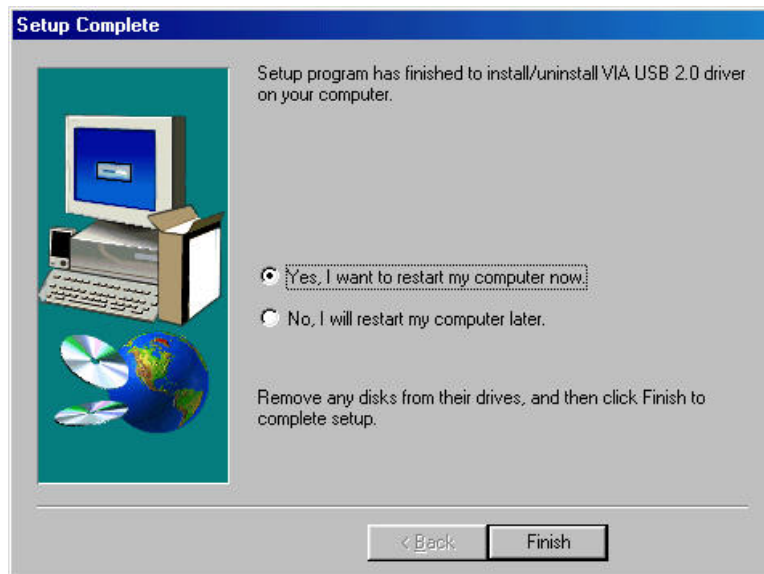 Setup Complete
Setup program has finished to install/uninstall VIA USB 2.0 driver
on your computer.
Yes, I want to restart my computer now.
No, I will restart my computer later.
Remove any disks from their drives, and then click Finish to
complete setup.
< Back
Finish